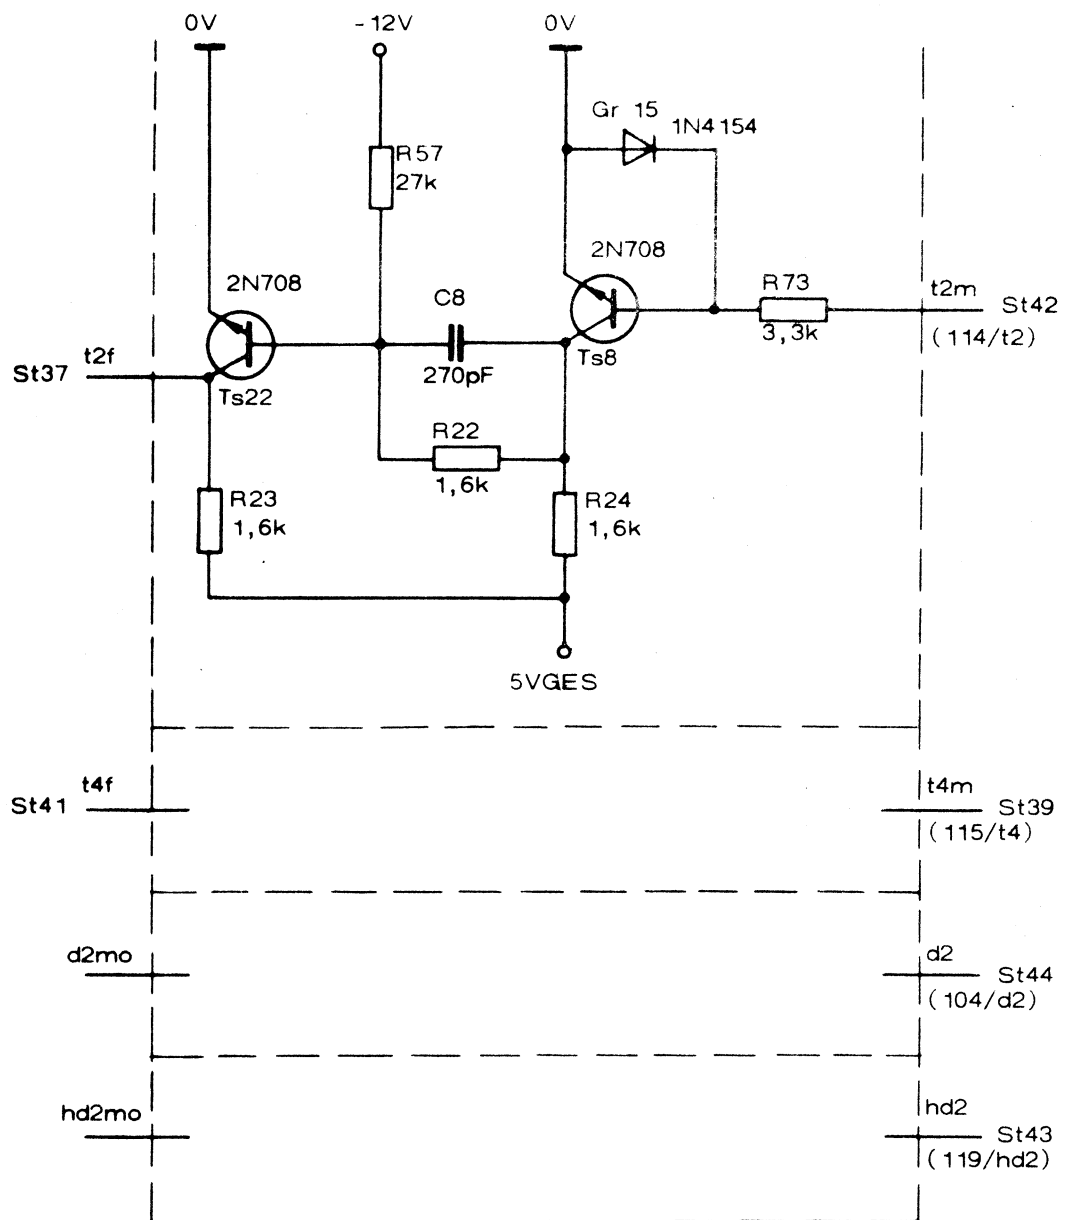 0V
-12V
0V
Gr 15
1N4154
R57
27k
2N708
2N708
C8
R73
t2m
St42
3,3k
(114/t2)
t2f
St37
270pF
Ts8
Ts22
R22
1,6k
R23
1,6k
R24
1,6k
5VGES
t4f
St41
t4m
St39
(115/t4)
d2mo
d2
St44
(104/d2)
hd2mo
hd2
St43
(119/hd2)